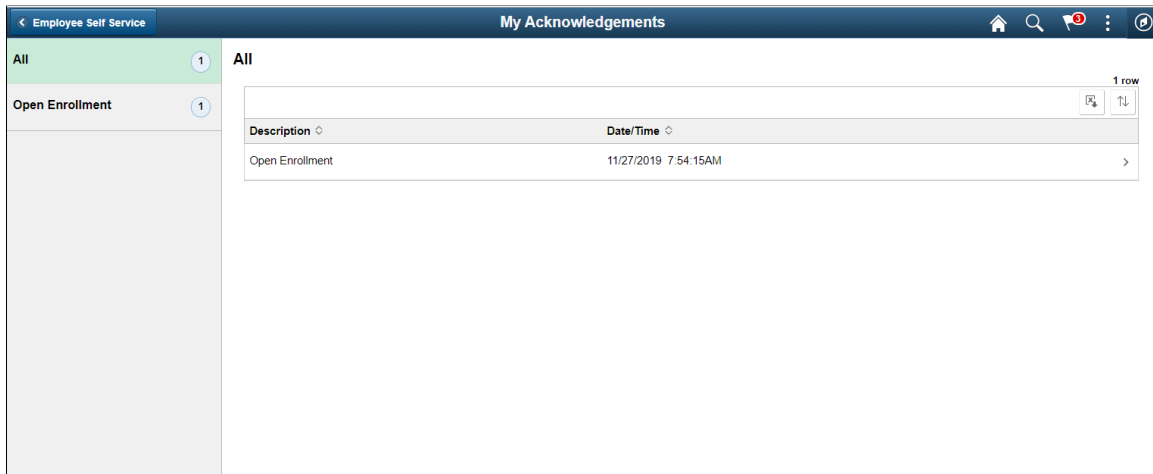 Employee Self Service
My Acknowledgements
3
All 1
Open Enrollment 1
All
1 row
Description Date/Time
Open Enrollment 11/27/2019 7:54:15AM